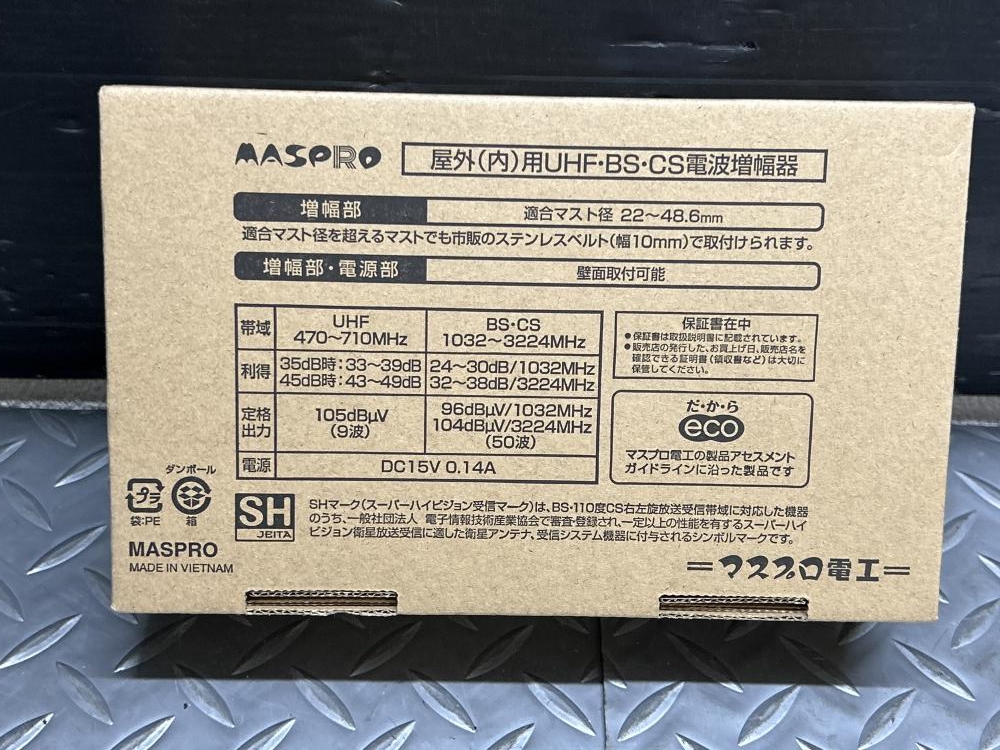 MASPRO 屋外(内)用UHF・BS・CS電波増幅器
増幅部 適合マスト径 22～48.6mm
適合マスト径を超えるマストでも市販のステンレスベルト(幅10mm)で取付けられます。
増幅部・電源部 壁面取付可能
帯域 UHF 470～710MHz BS・CS 1032～3224MHz
利得 35dB時：33～39dB 24～30dB/1032MHz
45dB時：43～49dB 32～38dB/3224MHz
定格出力 105dBμV (9波) 96dBμV/1032MHz
104dBμV/3224MHz
(50波)
電源 DC15V 0.14A
保証書在中
●保証書は取扱説明書に記載されています。
●販売店の発行した、お買上げ日、販売店名を
確認できる証明書(領収書など)は大切に
保管してください。
だ・か・ら
eco
マスプロ電工の製品アセスメント
ガイドラインに沿った製品です
ダンボール
プラ
袋:PE 箱
MASPRO
MADE IN VIETNAM
SH
JEITA
SHマーク(スーパーハイビジョン受信マーク)は、BS・110度CS右左旋放送受信帯域に対応した機器
のうち、一般社団法人 電子情報技術産業協会で審査・登録され、一定以上の性能を有するスーパーハイ
ビジョン衛星放送受信に適した衛星アンテナ、受信システム機器に付与されるシンボルマークです。
マスプロ電工